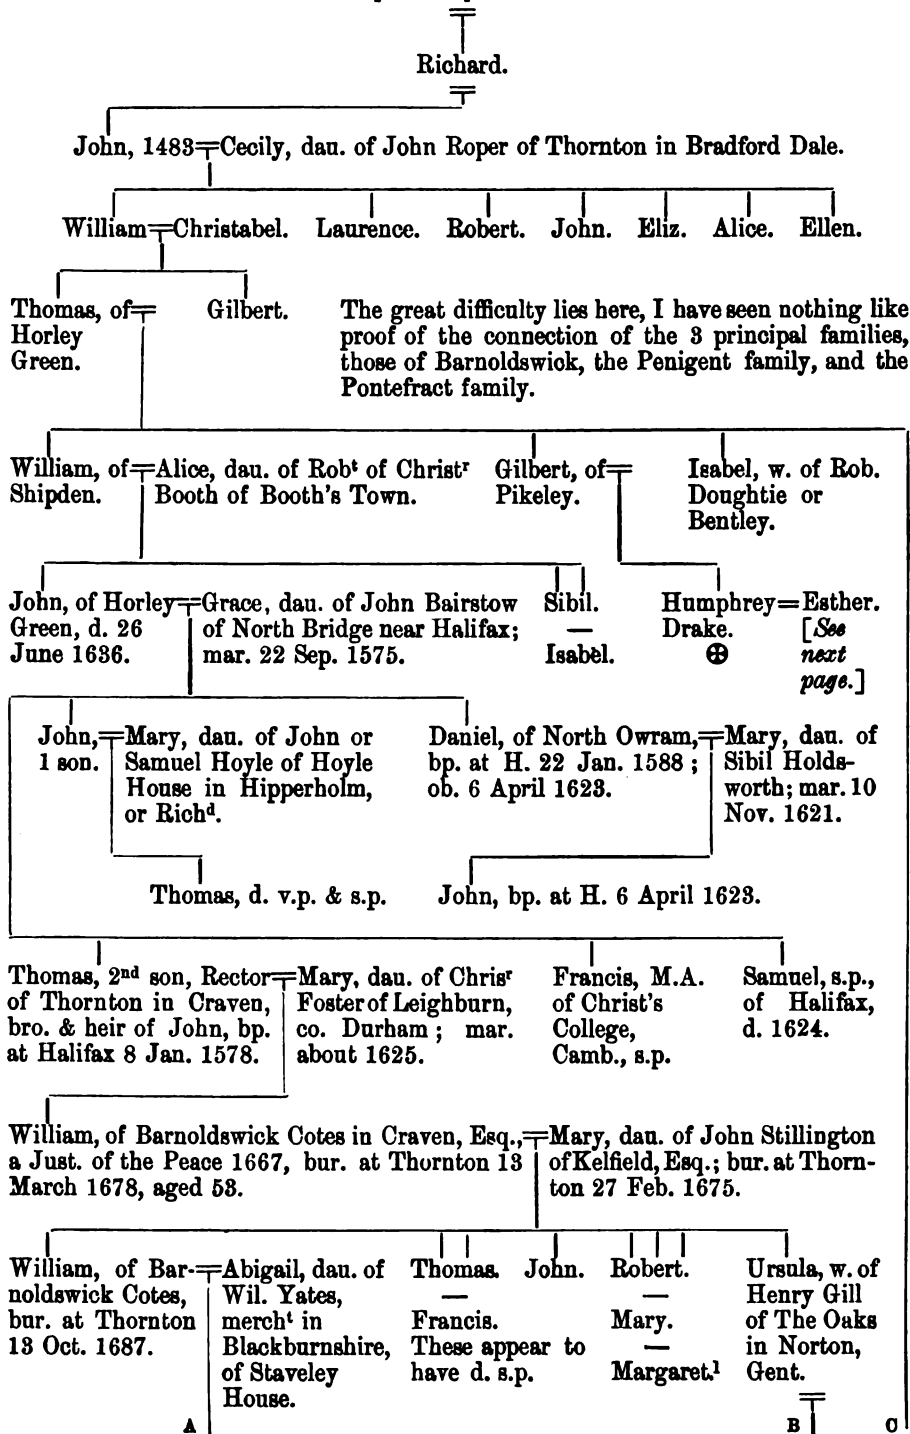 Richard.
John, 1483 Cecily, dau. of John Roper of Thornton in Bradford Dale.
William Christabel. Laurence. Robert. John. Eliz. Alice. Ellen.
Thomas, of
Horley
Green.
Gilbert.
The great difficulty lies here, I have seen nothing like
proof of the connection of the 3 principal families,
those of Barnoldswick, the Penigent family, and the
Pontefract family.
William, of
Shipden.
Alice, dau. of Robᵗ of Christʳ
Booth of Booth's Town.
Gilbert, of
Pikeley.
Isabel, w. of Rob.
Doughtie or
Bentley.
John, of Horley
Green, d. 26
June 1636.
Grace, dau. of John Bairstow
of North Bridge near Halifax;
mar. 22 Sep. 1575.
Sibil.
—
Isabel.
Humphrey=Esther.
Drake.
⊕
[See
next
page.]
John,
1 son.
Mary, dau. of John or
Samuel Hoyle of Hoyle
House in Hipperholm,
or Richᵈ.
Daniel, of North Owram,
bp. at H. 22 Jan. 1588;
ob. 6 April 1623.
Mary, dau. of
Sibil Holds-
worth; mar. 10
Nov. 1621.
Thomas, d. v.p. & s.p.
John, bp. at H. 6 April 1623.
Thomas, 2ⁿᵈ son, Rector
of Thornton in Craven,
bro. & heir of John, bp.
at Halifax 8 Jan. 1578.
Mary, dau. of Chrisʳ
Foster of Leighburn,
co. Durham; mar.
about 1625.
Francis, M.A.
of Christ's
College,
Camb., s.p.
Samuel, s.p.,
of Halifax,
d. 1624.
William, of Barnoldswick Cotes in Craven, Esq.,
a Just. of the Peace 1667, bur. at Thornton 13
March 1678, aged 53.
Mary, dau. of John Stillington
of Kelfield, Esq.; bur. at Thorn-
ton 27 Feb. 1675.
William, of Bar-
noldswick Cotes,
bur. at Thornton
13 Oct. 1687.
Abigail, dau. of
Wil. Yates,
merchᵗ in
Blackburnshire,
of Staveley
House.
Thomas. John.
—
Francis.
These appear to
have d. s.p.
Robert.
—
Mary.
—
Margaret.¹
Ursula, w. of
Henry Gill
of The Oaks
in Norton,
Gent.
A B C